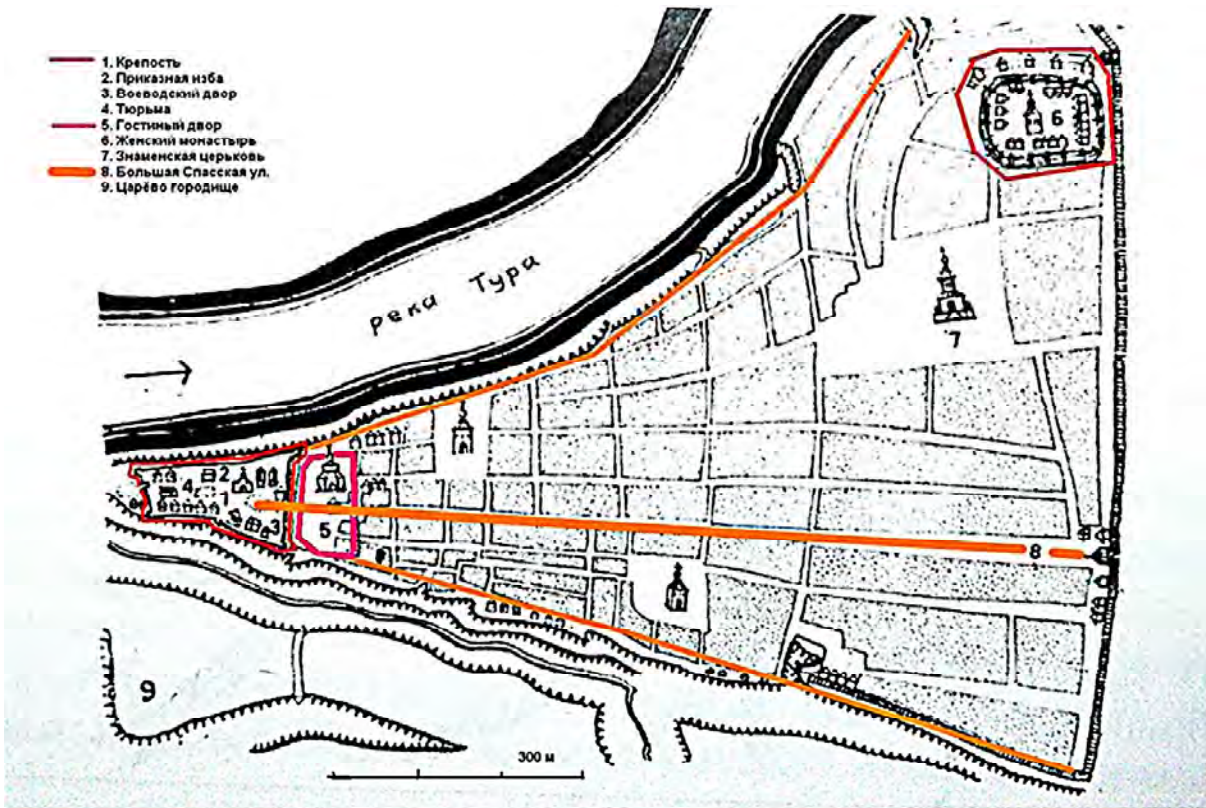 1. Крепость
2. Приказная изба
3. Воеводский двор
4. Тюрьма
5. Гостиный двор
6. Женский монастырь
7. Знаменская церьковь
8. Большая Спасская ул.
9. Царёво городище
6
река Тура
7
2
4
1
3
5
8
9
300 м